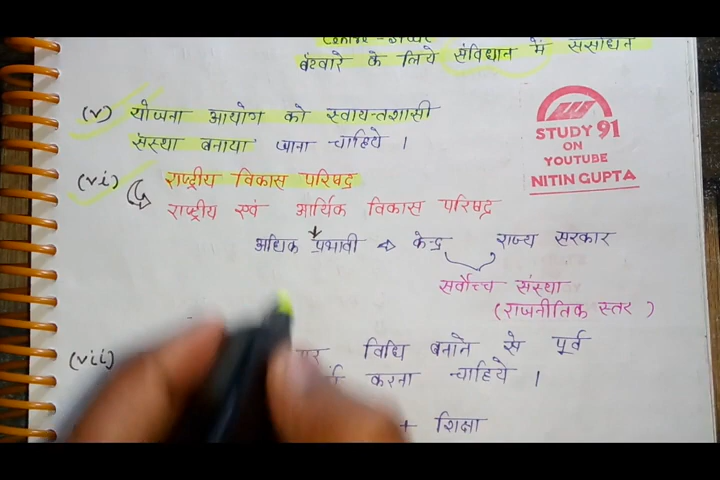 बंटवारे के लिये संविधान में संसोधन
(v) योजना आयोग को स्वायन्तशासी
संस्था बनाया जाना चाहिये ।
(vi) राष्ट्रीय विकास परिषद्
राष्ट्रीय एवं आर्थिक विकास परिषद्
अधिक प्रभावी → केन्द्र राज्य सरकार
सर्वोच्च संस्था
(राजनीतिक स्तर )
(vii) विधि बनाने से पूर्व
करना चाहिये ।
+ शिक्षा
STUDY 91
ON
YOUTUBE
NITIN GUPTA